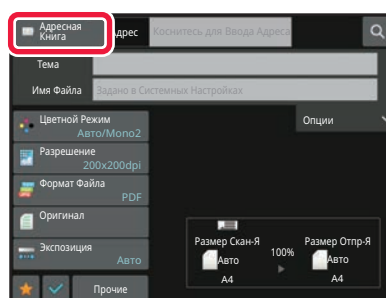 Адресная
Книга
Адрес
Коснитесь для Ввода Адреса
Тема
Имя Файла
Задано в Системных Настройках
Цветной Режим
Авто/Mono2
Опции
Разрешение
200x200dpi
Формат Файла
PDF
Оригинал
Экспозиция
Авто
Размер Скан-Я
100%
Размер Отпр-Я
Авто
Авто
A4
A4
Прочие